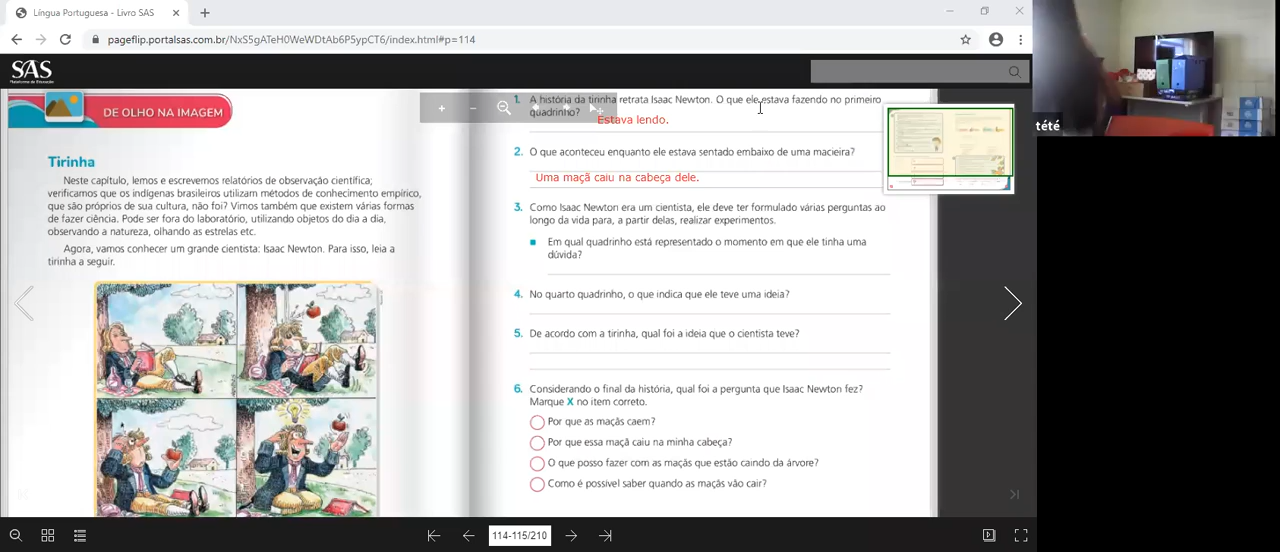 Língua Portuguesa - Livro SAS
pageflip.portalsas.com.br/NxS5gATeH0WeWDtAb6P5ypCT6/index.html#p=114
SAS
Plataforma de Educação
DE OLHO NA IMAGEM
Tirinha
Neste capítulo, lemos e escrevemos relatórios de observação científica;
verificamos que os indígenas brasileiros utilizam métodos de conhecimento empírico,
que são próprios de sua cultura, não foi? Vimos também que existem várias formas
de fazer ciência. Pode ser fora do laboratório, utilizando objetos do dia a dia,
observando a natureza, olhando as estrelas etc.
Agora, vamos conhecer um grande cientista: Isaac Newton. Para isso, leia a
tirinha a seguir.
1. A história da tirinha retrata Isaac Newton. O que ele estava fazendo no primeiro
quadrinho?
Estava lendo.
2. O que aconteceu enquanto ele estava sentado embaixo de uma macieira?
Uma maçã caiu na cabeça dele.
3. Como Isaac Newton era um cientista, ele deve ter formulado várias perguntas ao
longo da vida para, a partir delas, realizar experimentos.
Em qual quadrinho está representado o momento em que ele tinha uma
dúvida?
4. No quarto quadrinho, o que indica que ele teve uma ideia?
5. De acordo com a tirinha, qual foi a ideia que o cientista teve?
6. Considerando o final da história, qual foi a pergunta que Isaac Newton fez?
Marque X no item correto.
Por que as maçãs caem?
Por que essa maçã caiu na minha cabeça?
O que posso fazer com as maçãs que estão caindo da árvore?
Como é possível saber quando as maçãs vão cair?
114-115/210
tété